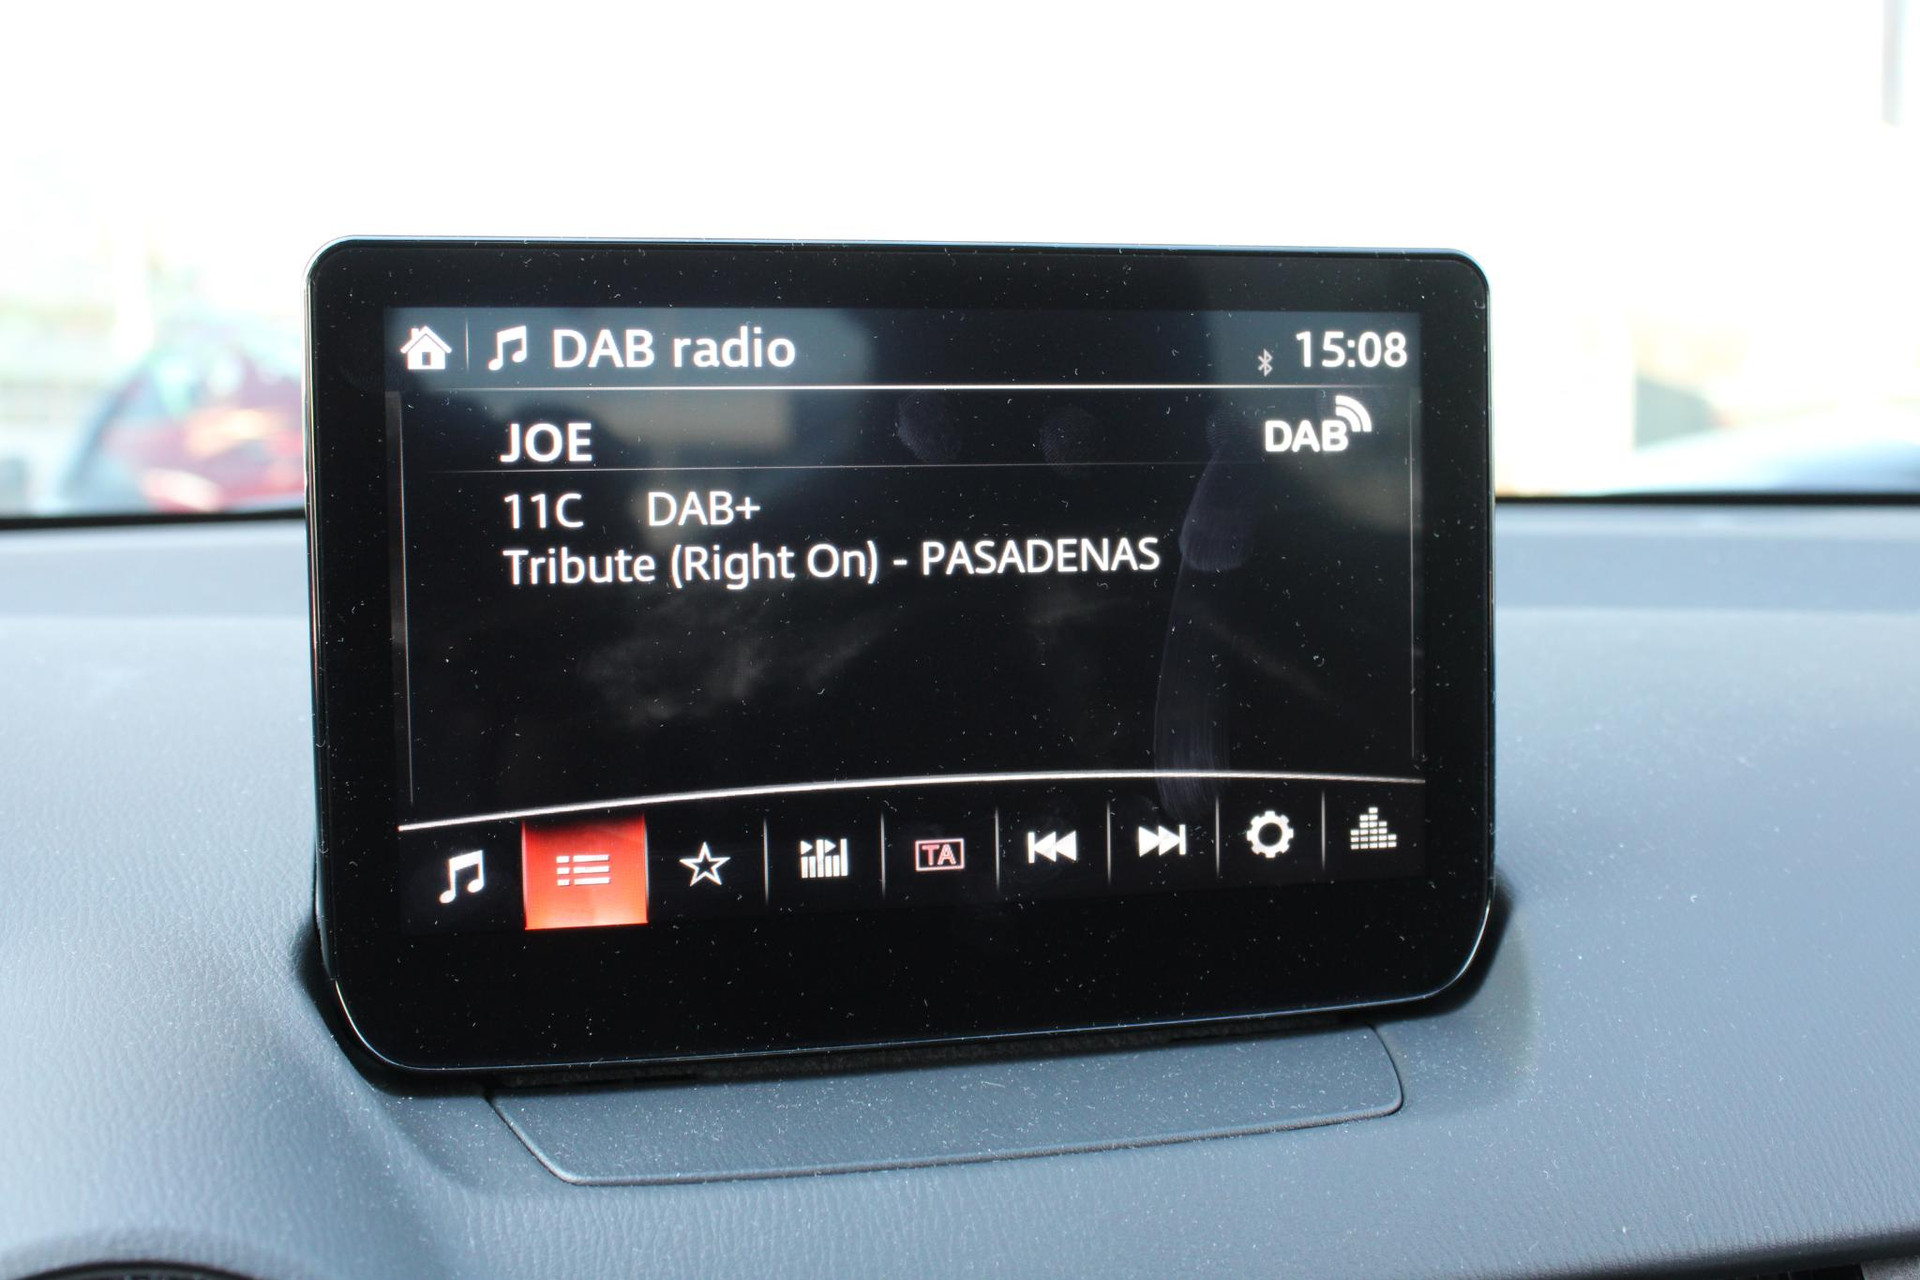 DAB radio 15:08
JOE DAB
11C DAB+
Tribute (Right On) - PASADENAS
TA